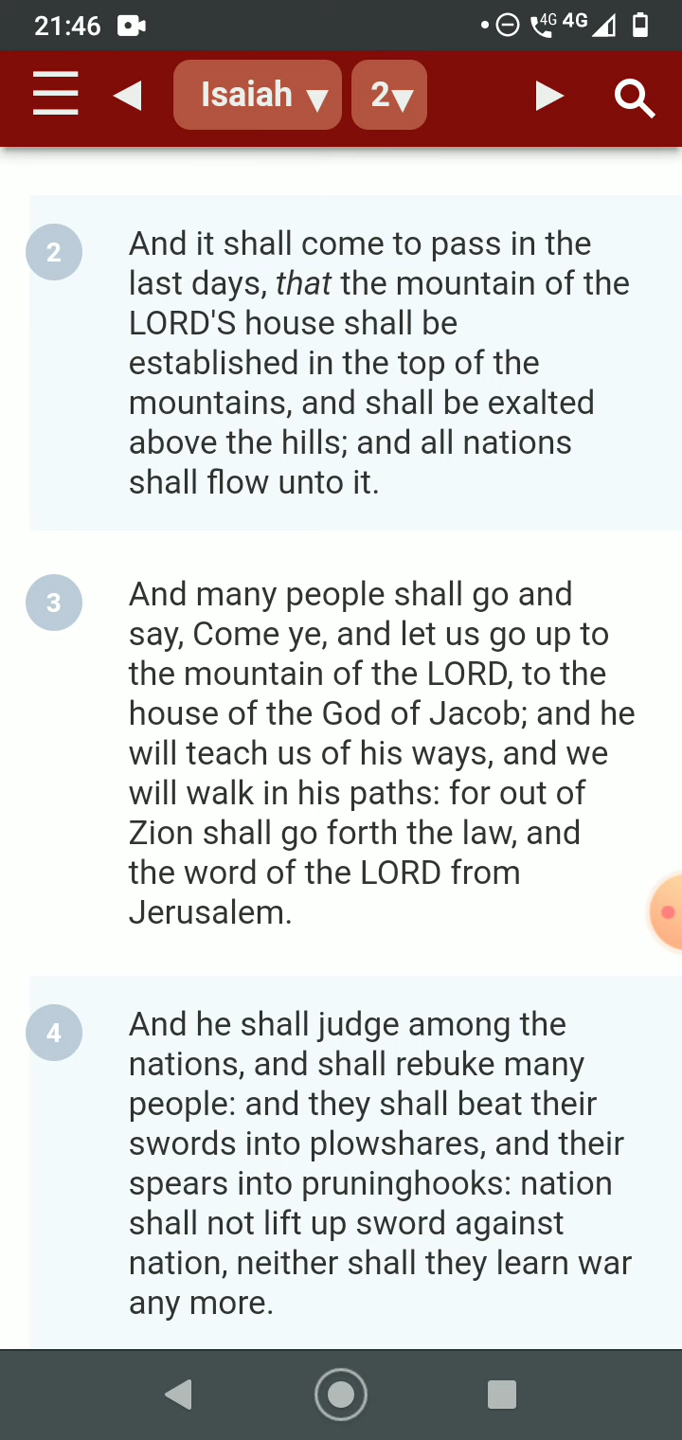 21:46
4G 4G
Isaiah 2
2
And it shall come to pass in the
last days, that the mountain of the
LORD'S house shall be
established in the top of the
mountains, and shall be exalted
above the hills; and all nations
shall flow unto it.
3
And many people shall go and
say, Come ye, and let us go up to
the mountain of the LORD, to the
house of the God of Jacob; and he
will teach us of his ways, and we
will walk in his paths: for out of
Zion shall go forth the law, and
the word of the LORD from
Jerusalem.
4
And he shall judge among the
nations, and shall rebuke many
people: and they shall beat their
swords into plowshares, and their
spears into pruninghooks: nation
shall not lift up sword against
nation, neither shall they learn war
any more.